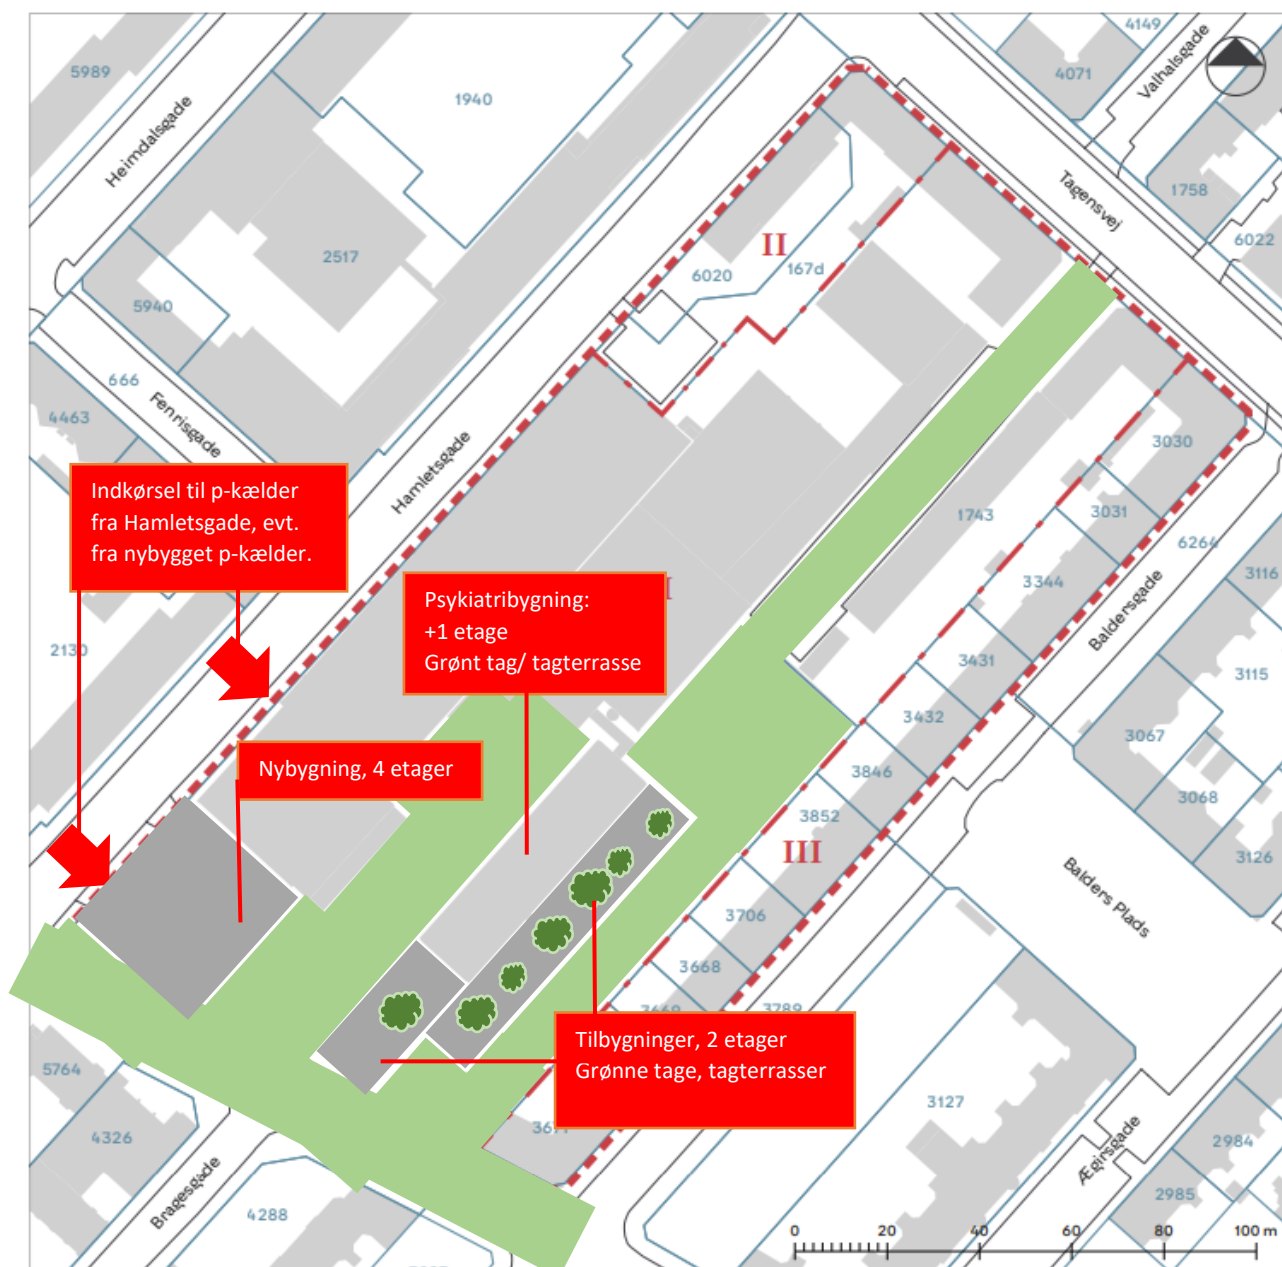 4149
5989
4071
Valhalsgade
1940
Heimdalsgade
1758
Tagensvej
6022
2517
II
167d
6020
5940
666
4463
Fenrisgade
Hamletsgade
3030
3031
1743
6264
3116
3344
Baldersgade
Indkørsel til p-kælder
fra Hamletsgade, evt.
fra nybygget p-kælder.
2130
Psykiatribygning:
+1 etage
Grønt tag/ tagterrasse
3431
3115
3432
3067
3846
Nybygning, 4 etager
3852
3068
III
3126
Balders Plads
3706
3668
3789
Tilbygninger, 2 etager
Grønne tage, tagterrasser
5764
3127
4326
2984
Ægirsgade
2985
Bragesgade
4288
0 20 40 60 80 100 m